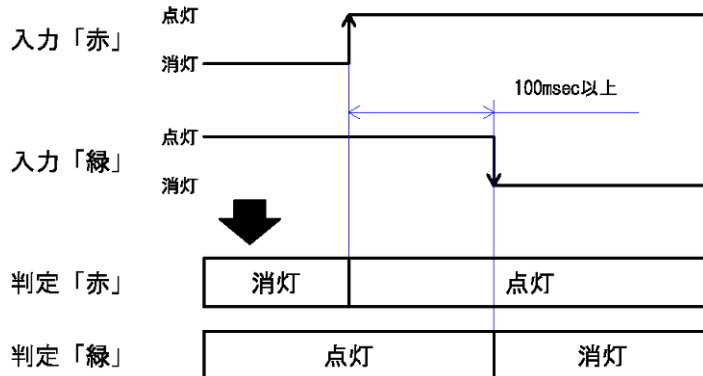 入力「赤」
点灯
消灯
100msec以上
入力「緑」
点灯
消灯
判定「赤」
消灯
点灯
判定「緑」
点灯
消灯